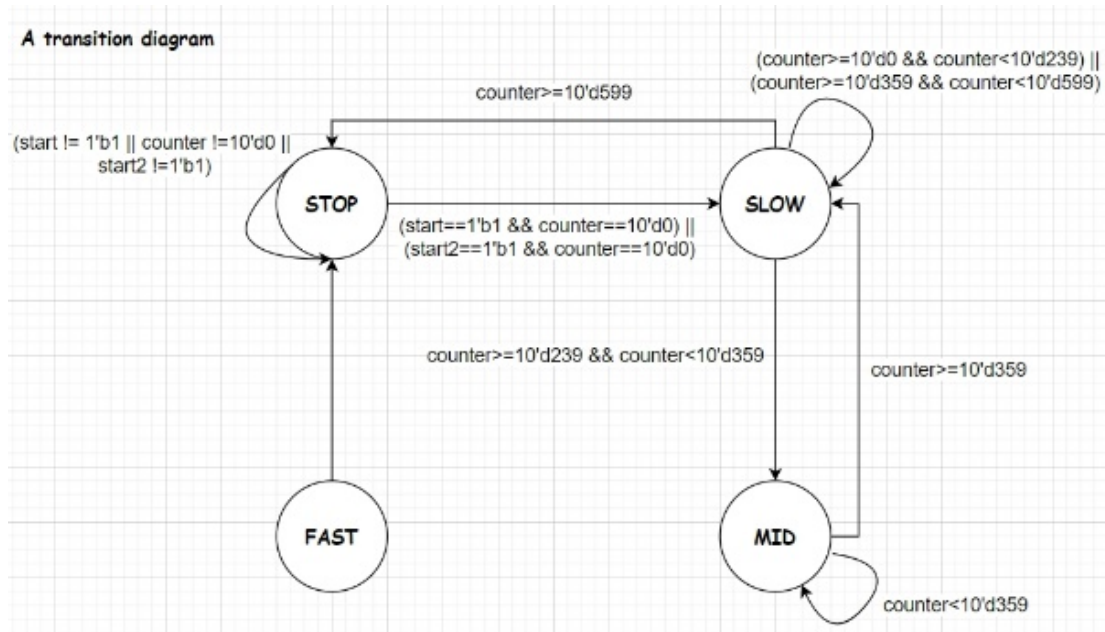 A transition diagram
(counter>=10'd0 && counter<10'd239) ||
(counter>=10'd359 && counter<10'd599)
counter>=10'd599
(start != 1'b1 || counter !=10'd0 ||
start2 !=1'b1)
STOP
SLOW
(start==1'b1 && counter==10'd0) ||
(start2==1'b1 && counter==10'd0)
counter>=10'd239 && counter<10'd359
counter>=10'd359
FAST
MID
counter<10'd359